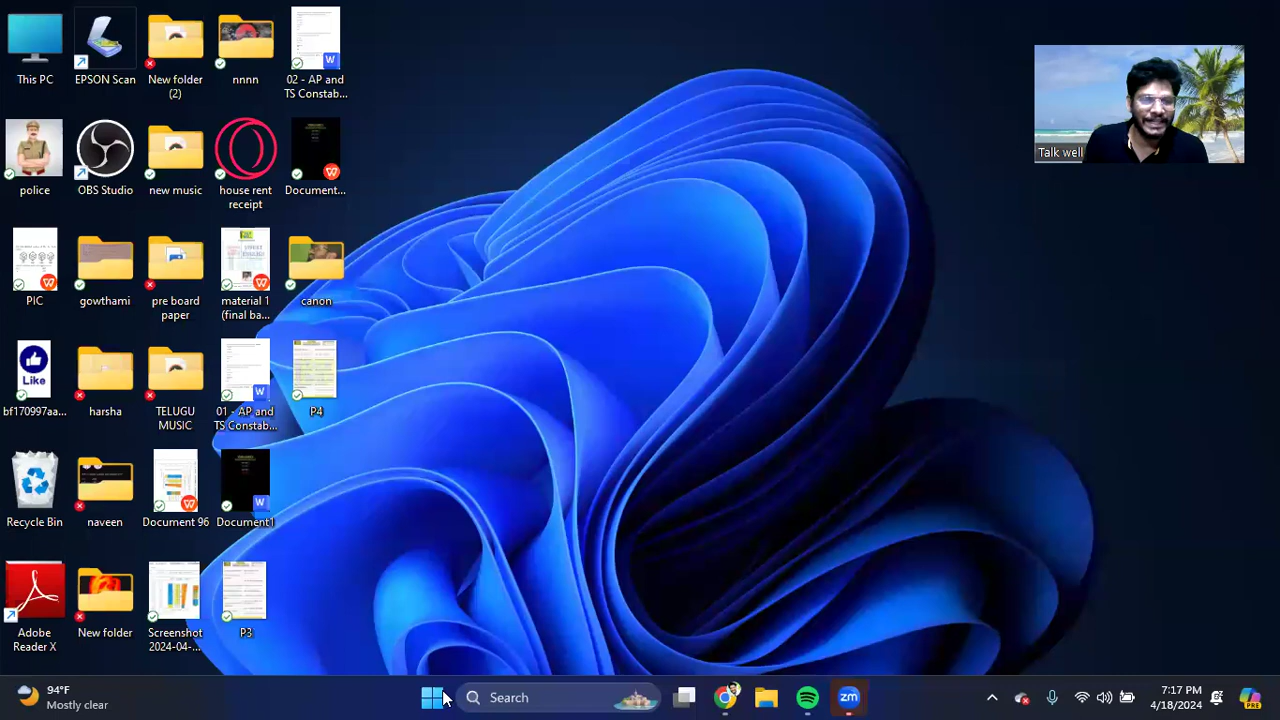 This PC
EPSON Scan
New folder
(2)
nnnn
02 - AP and
TS Constab...
police
OBS Studio
new music
house rent
receipt
Document...
PIC
gowthami
pre board
paper
material 1
(final ba...
canon
bf170997aa...
harsha
TELUGU
MUSIC
01 - AP and
TS Constab...
P4
Recycle Bin
naveen
Document 96
Document1
Adobe
Reader X
New folder
Screenshot
2024-04-...
P3
Talk well
94°F
Mostly clear
Search
zm
7:17 PM
4/18/2024
PRE